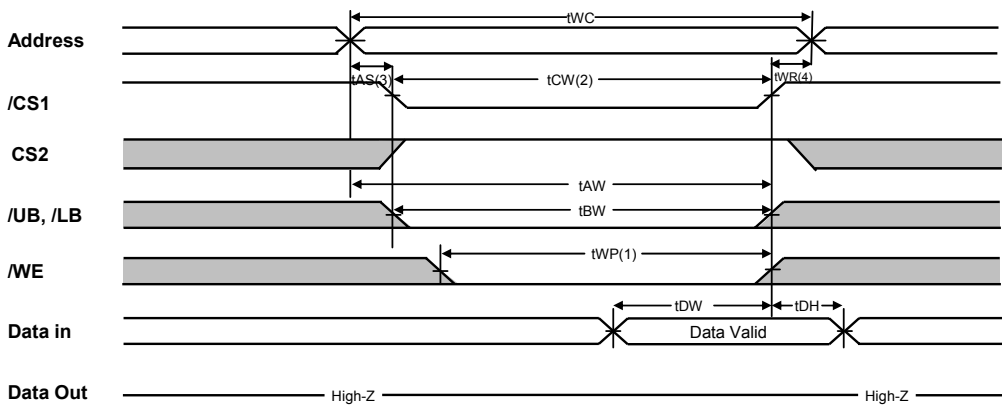 tWC
Address
tAS(3)
tCW(2)
tWR(4)
/CS1
CS2
tAW
/UB, /LB
tBW
tWP(1)
/WE
tDW
tDH
Data in
Data Valid
Data Out
High-Z
High-Z